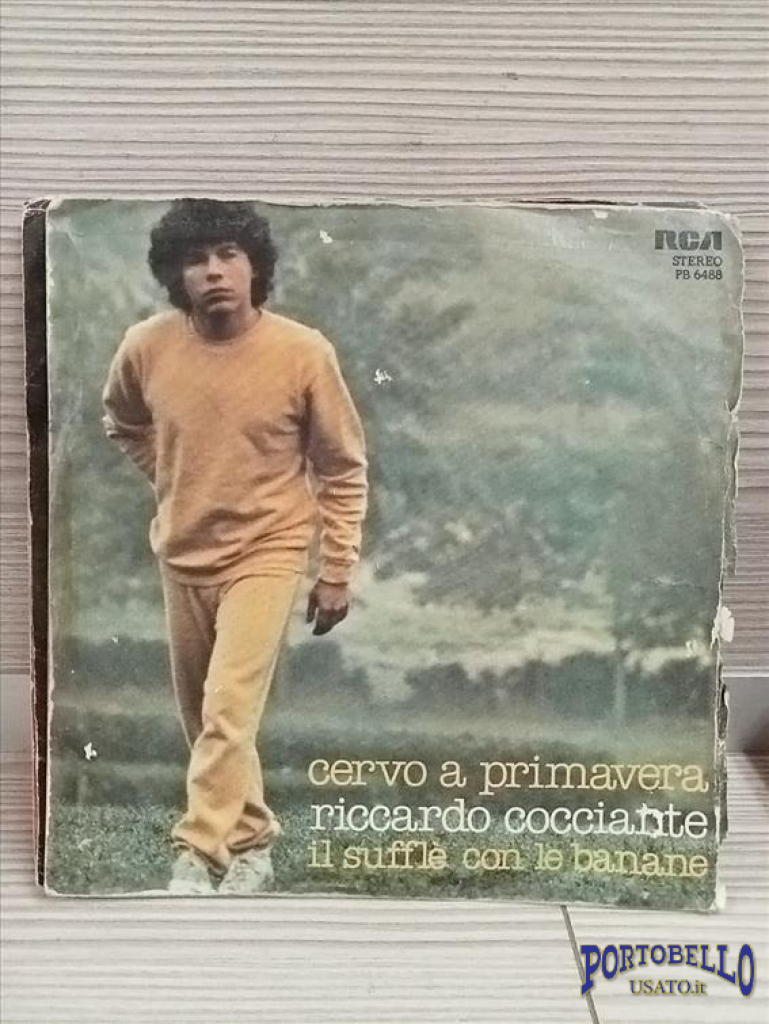 RCA
STEREO
PB 6488
cervo a primavera
riccardo cocciante
il sufflè con le banane
PORTOBELLO
USATO.it